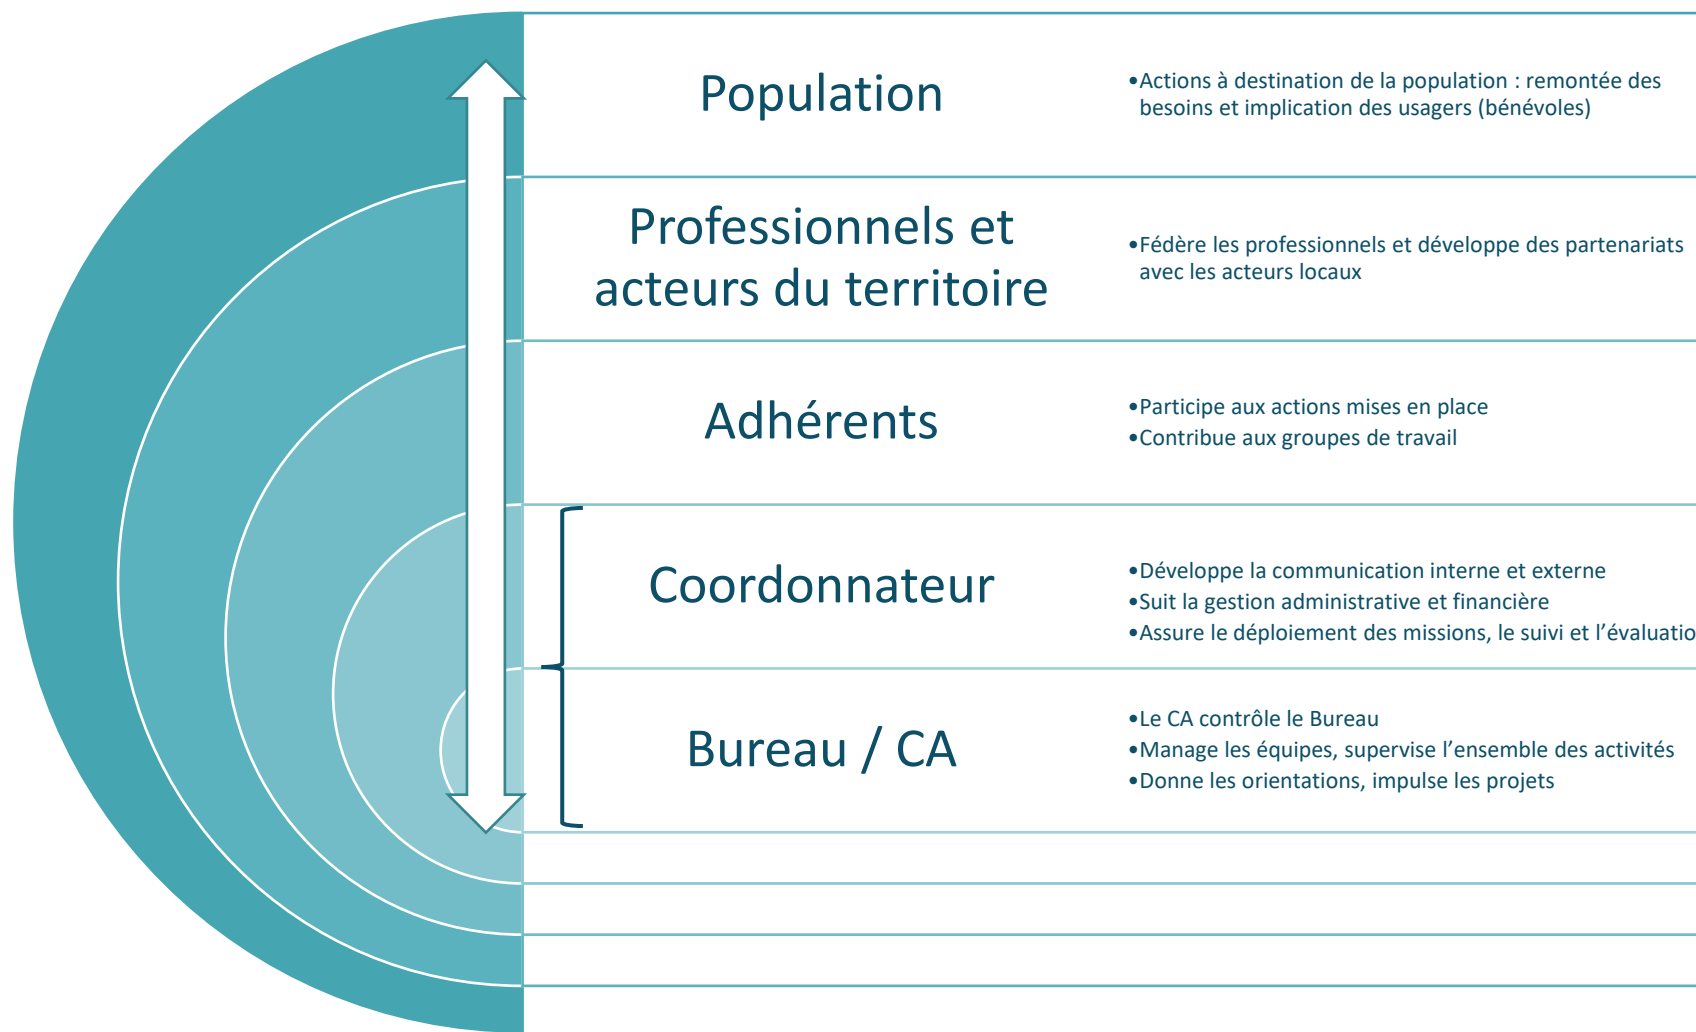 Population
•Actions à destination de la population : remontée des
besoins et implication des usagers (bénévoles)
Professionnels et
acteurs du territoire
•Fédère les professionnels et développe des partenariats
avec les acteurs locaux
Adhérents
•Participe aux actions mises en place
•Contribue aux groupes de travail
Coordonnateur
•Développe la communication interne et externe
•Suit la gestion administrative et financière
•Assure le déploiement des missions, le suivi et l’évaluatio
Bureau / CA
•Le CA contrôle le Bureau
•Manage les équipes, supervise l’ensemble des activités
•Donne les orientations, impulse les projets